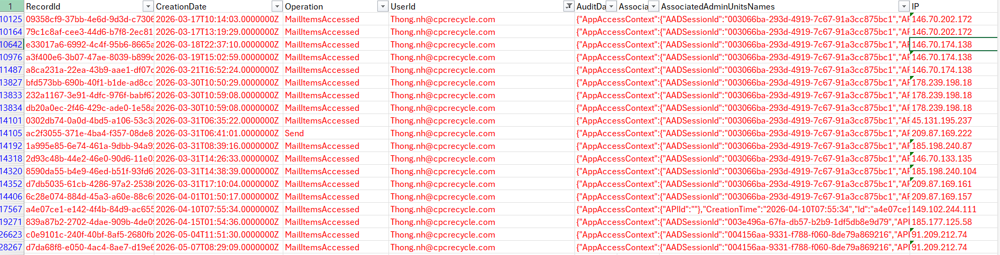 1 RecordId CreationDate Operation UserId AuditDa Associa AssociatedAdminUnitsNames IP
10125 09358cf9-37bb-4e6d-9d3d-c7306 2026-03-17T10:14:03.0000000Z MailItemsAccessed Thong.nh@cpcrecycle.com {"AppAccessContext":{"AADSessionId":"003066ba-293d-4919-7c67-91a3cc875bc1","AP 146.70.202.172
10164 79c1c8af-cee3-44d6-b7f8-2ec81 2026-03-17T13:19:29.0000000Z MailItemsAccessed Thong.nh@cpcrecycle.com {"AppAccessContext":{"AADSessionId":"003066ba-293d-4919-7c67-91a3cc875bc1","AP 146.70.202.172
10642 e33017a6-6992-4c4f-95b6-8665a 2026-03-18T22:37:10.0000000Z MailItemsAccessed Thong.nh@cpcrecycle.com {"AppAccessContext":{"AADSessionId":"003066ba-293d-4919-7c67-91a3cc875bc1","AP 146.70.174.138
10976 a3f400e6-3b07-47ae-8039-b899c 2026-03-19T15:02:59.0000000Z MailItemsAccessed Thong.nh@cpcrecycle.com {"AppAccessContext":{"AADSessionId":"003066ba-293d-4919-7c67-91a3cc875bc1","AP 146.70.174.138
11487 a8ca231a-22ea-43b9-aae1-df07c 2026-03-21T16:52:24.0000000Z MailItemsAccessed Thong.nh@cpcrecycle.com {"AppAccessContext":{"AADSessionId":"003066ba-293d-4919-7c67-91a3cc875bc1","AP 146.70.174.138
13827 bfd573bb-690b-40f1-b1de-ad8cc 2026-03-30T10:50:29.0000000Z MailItemsAccessed Thong.nh@cpcrecycle.com {"AppAccessContext":{"AADSessionId":"003066ba-293d-4919-7c67-91a3cc875bc1","AP 178.239.198.18
13833 232a1167-3e91-4dfc-976f-babf67 2026-03-30T10:59:08.0000000Z MailItemsAccessed Thong.nh@cpcrecycle.com {"AppAccessContext":{"AADSessionId":"003066ba-293d-4919-7c67-91a3cc875bc1","AP 178.239.198.18
13834 db20a0ec-2f46-429c-ade0-1e58a 2026-03-30T10:59:08.0000000Z MailItemsAccessed Thong.nh@cpcrecycle.com {"AppAccessContext":{"AADSessionId":"003066ba-293d-4919-7c67-91a3cc875bc1","AP 178.239.198.18
14101 0302db74-0a0d-4bd5-a106-53c3 2026-03-31T06:35:22.0000000Z MailItemsAccessed Thong.nh@cpcrecycle.com {"AppAccessContext":{"AADSessionId":"003066ba-293d-4919-7c67-91a3cc875bc1","AP 45.131.195.237
14105 ac2f3055-371e-4ba4-f357-08de8 2026-03-31T06:41:01.0000000Z Send Thong.nh@cpcrecycle.com {"AppAccessContext":{"AADSessionId":"003066ba-293d-4919-7c67-91a3cc875bc1","AP 209.87.169.222
14192 1a995e85-6e74-461a-9dbb-94a9 2026-03-31T08:39:16.0000000Z MailItemsAccessed Thong.nh@cpcrecycle.com {"AppAccessContext":{"AADSessionId":"003066ba-293d-4919-7c67-91a3cc875bc1","AP 185.198.240.87
14318 2d93c48b-44e2-46e0-90d6-11e0 2026-03-31T14:26:33.0000000Z MailItemsAccessed Thong.nh@cpcrecycle.com {"AppAccessContext":{"AADSessionId":"003066ba-293d-4919-7c67-91a3cc875bc1","AP 146.70.133.135
14320 8590da55-b4e9-46ed-b51f-93fd6 2026-03-31T14:38:39.0000000Z MailItemsAccessed Thong.nh@cpcrecycle.com {"AppAccessContext":{"AADSessionId":"003066ba-293d-4919-7c67-91a3cc875bc1","AP 185.198.240.104
14352 d7db5035-61cb-4286-97a2-2538 2026-03-31T17:10:04.0000000Z MailItemsAccessed Thong.nh@cpcrecycle.com {"AppAccessContext":{"AADSessionId":"003066ba-293d-4919-7c67-91a3cc875bc1","AP 209.87.169.161
14406 6c28e074-884d-45a3-a60e-88c6 2026-04-01T01:50:17.0000000Z MailItemsAccessed Thong.nh@cpcrecycle.com {"AppAccessContext":{"AADSessionId":"003066ba-293d-4919-7c67-91a3cc875bc1","AP 209.87.169.157
17567 a4e07ce1-e142-4f4b-84d9-ac655 2026-04-10T07:55:34.0000000Z MailItemsAccessed Thong.nh@cpcrecycle.com {"AppAccessContext":{"APIId":""},"CreationTime":"2026-04-10T07:55:34","Id":"a4e07ce1 149.102.244.111
19271 839a87b2-2702-4dae-909b-4de0 2026-04-15T01:54:36.0000000Z MailItemsAccessed Thong.nh@cpcrecycle.com {"AppAccessContext":{"AADSessionId":"003e496a-67fa-db57-b2b9-1df5db8e9d79","API 185.177.125.58
26623 c0e9101c-240f-40bf-8af5-2680fb 2026-05-04T11:51:30.0000000Z MailItemsAccessed Thong.nh@cpcrecycle.com {"AppAccessContext":{"AADSessionId":"004156aa-9331-f788-f060-8de79a869216","API 91.209.212.74
28267 d7da68f8-e050-4ac4-8ae7-d19e6 2026-05-07T08:29:09.0000000Z MailItemsAccessed Thong.nh@cpcrecycle.com {"AppAccessContext":{"AADSessionId":"004156aa-9331-f788-f060-8de79a869216","API 91.209.212.74